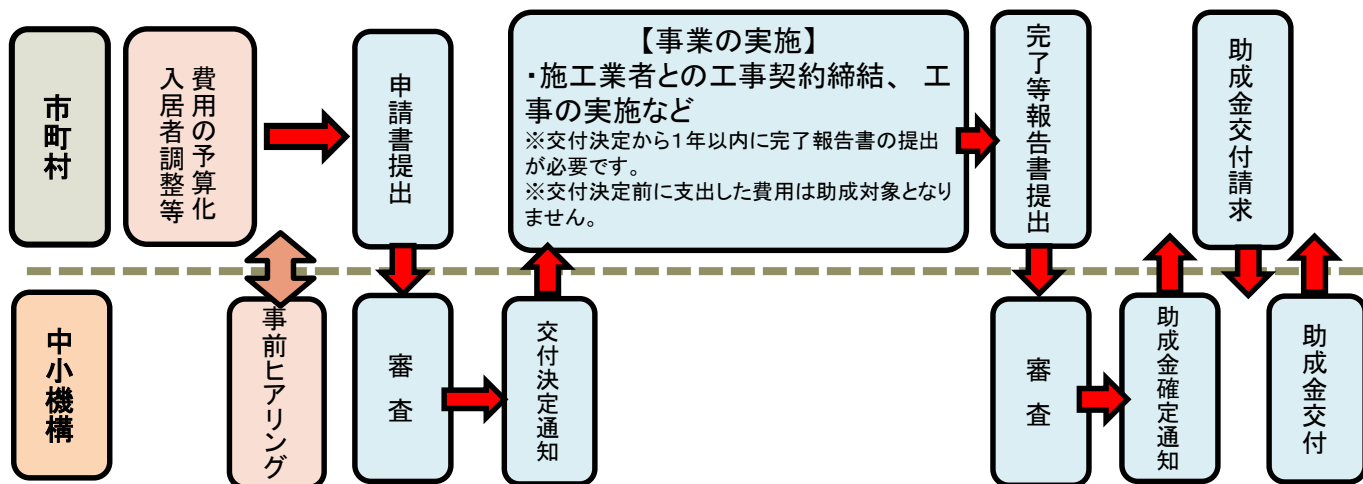 市町村
費用の予算化
入居者調整等
申請書提出
【事業の実施】
・施工業者との工事契約締結、工
事の実施など
※交付決定から1年以内に完了報告書の提出
が必要です。
※交付決定前に支出した費用は助成対象となり
ません。
完了等報告書提出
助成金交付請求
中小機構
事前ヒアリング
審査
交付決定通知
審査
助成金確定通知
助成金交付